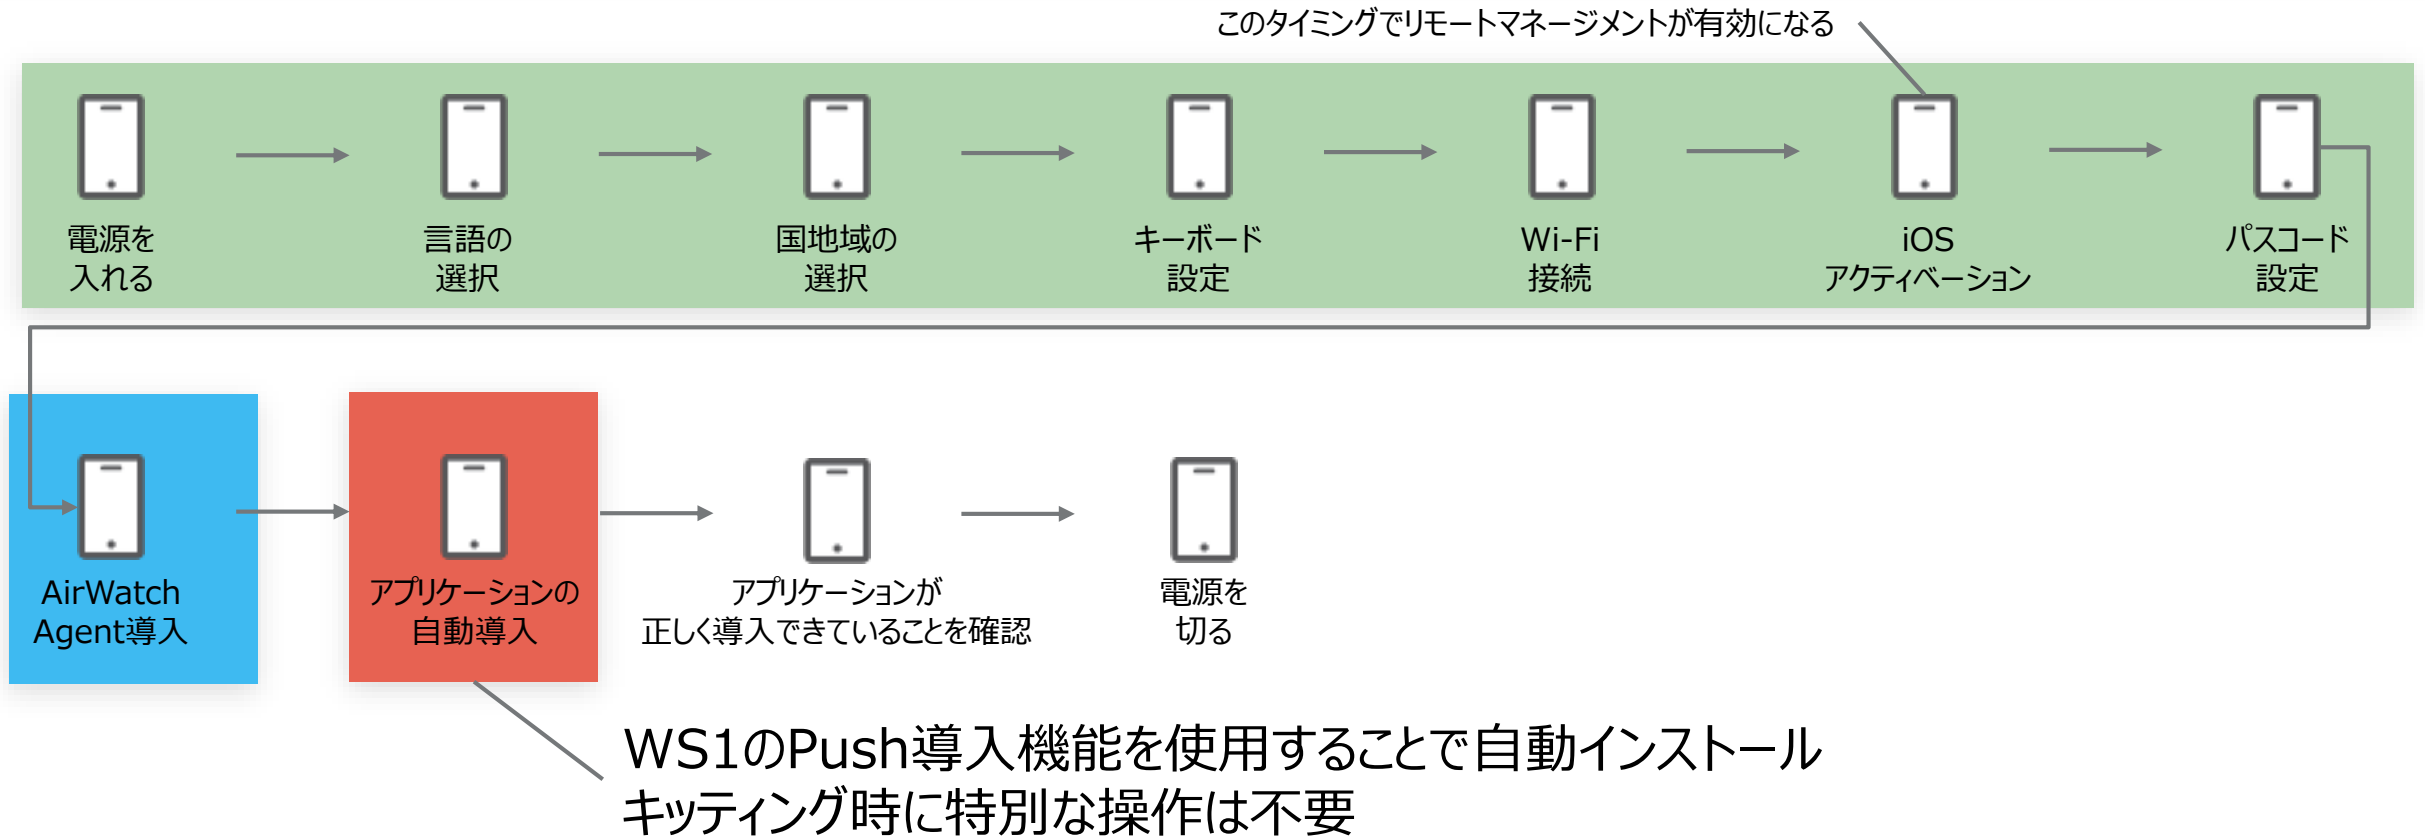 このタイミングでリモートマネージメントが有効になる
電源を
入れる
言語の
選択
国地域の
選択
キーボード
設定
Wi-Fi
接続
iOS
アクティベーション
パスコード
設定
AirWatch
Agent導入
アプリケーションの
自動導入
アプリケーションが
正しく導入できていることを確認
電源を
切る
WS1のPush導入機能を使用することで自動インストール
キッティング時に特別な操作は不要